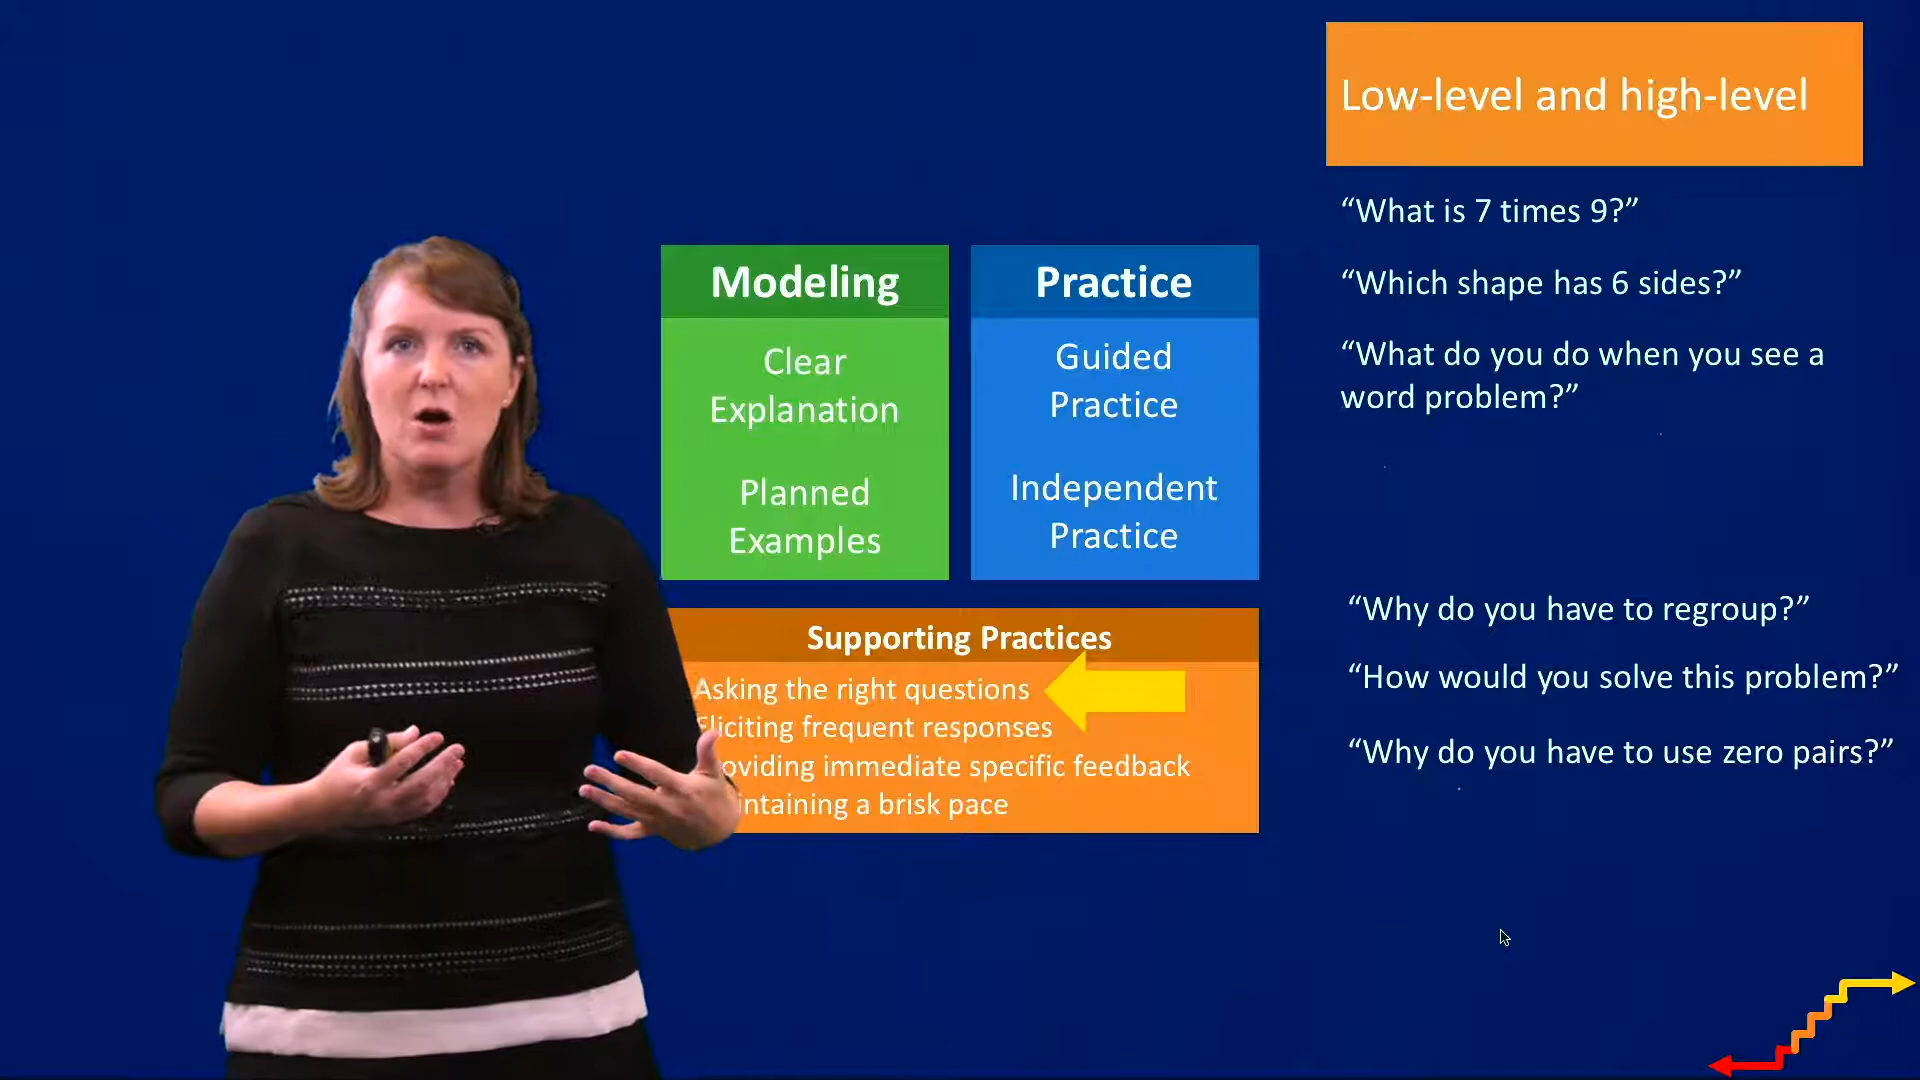 Low-level and high-level
“What is 7 times 9?”
“Which shape has 6 sides?”
“What do you do when you see a
word problem?”
“Why do you have to regroup?”
“How would you solve this problem?”
“Why do you have to use zero pairs?”
Modeling
Clear
Explanation
Planned
Examples
Practice
Guided
Practice
Independent
Practice
Supporting Practices
Asking the right questions
Eliciting frequent responses
oviding immediate specific feedback
intaining a brisk pace